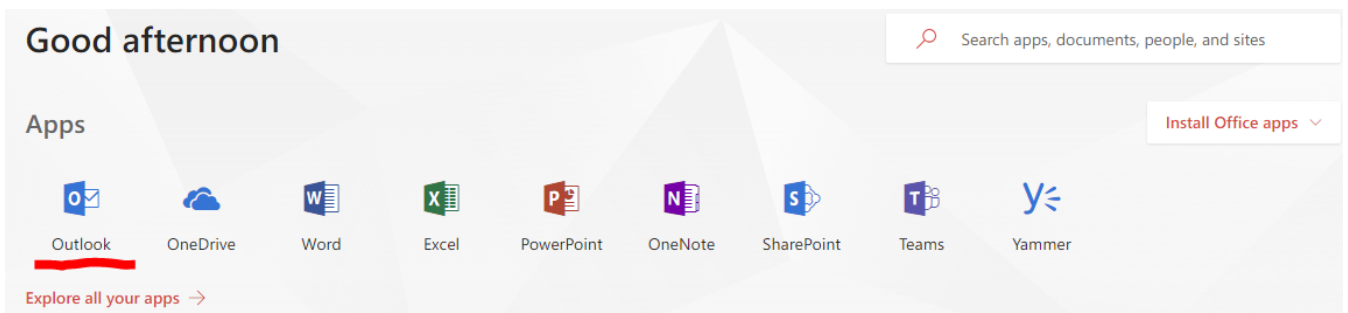 Good afternoon
Search apps, documents, people, and sites
Apps
Install Office apps
Outlook OneDrive Word Excel PowerPoint OneNote SharePoint Teams Yammer
Explore all your apps →